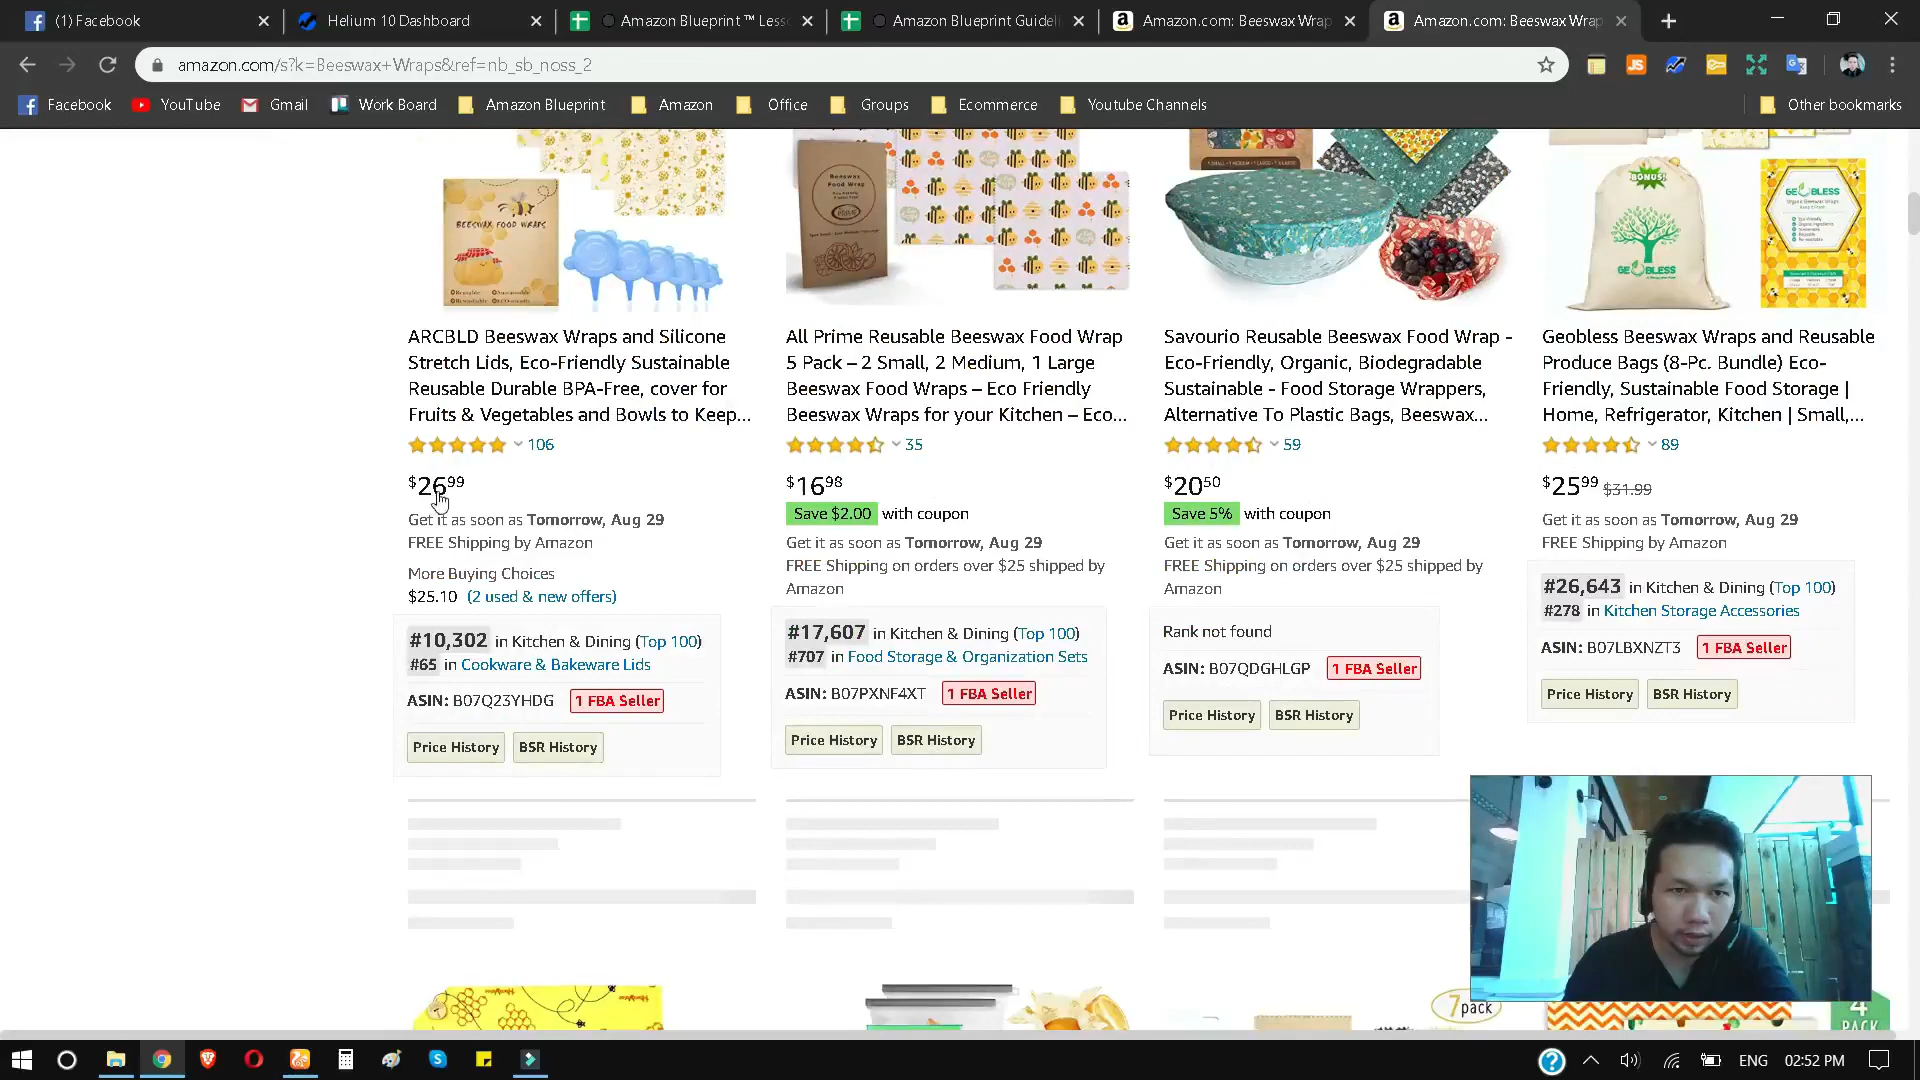 (1) Facebook
Helium 10 Dashboard
Amazon Blueprint ™ Less
Amazon Blueprint Guideli
Amazon.com: Beeswax Wrap
Amazon.com: Beeswax Wrap
amazon.com/s?k=Beeswax+Wraps&ref=nb_sb_noss_2
Facebook
YouTube
Gmail
Work Board
Amazon Blueprint
Amazon
Office
Groups
Ecommerce
Youtube Channels
Other bookmarks
BEESWAX FOOD WRAPS
Beeswax
Food Wrap
BONUS!
GEOBLESS
GEOBLESS
ARCBLD Beeswax Wraps and Silicone
Stretch Lids, Eco-Friendly Sustainable
Reusable Durable BPA-Free, cover for
Fruits & Vegetables and Bowls to Keep...
106
$26.99
Get it as soon as Tomorrow, Aug 29
FREE Shipping by Amazon
More Buying Choices
$25.10 (2 used & new offers)
#10,302 in Kitchen & Dining (Top 100)
#65 in Cookware & Bakeware Lids
ASIN: B07Q23YHDG 1 FBA Seller
Price History BSR History
All Prime Reusable Beeswax Food Wrap
5 Pack – 2 Small, 2 Medium, 1 Large
Beeswax Food Wraps – Eco Friendly
Beeswax Wraps for your Kitchen – Eco...
35
$16.98
Save $2.00 with coupon
Get it as soon as Tomorrow, Aug 29
FREE Shipping on orders over $25 shipped by
Amazon
#17,607 in Kitchen & Dining (Top 100)
#707 in Food Storage & Organization Sets
ASIN: B07PXNF4XT 1 FBA Seller
Price History BSR History
Savourio Reusable Beeswax Food Wrap -
Eco-Friendly, Organic, Biodegradable
Sustainable - Food Storage Wrappers,
Alternative To Plastic Bags, Beeswax...
59
$20.50
Save 5% with coupon
Get it as soon as Tomorrow, Aug 29
FREE Shipping on orders over $25 shipped by
Amazon
Rank not found
ASIN: B07QDGHLGP 1 FBA Seller
Price History BSR History
Geobless Beeswax Wraps and Reusable
Produce Bags (8-Pc. Bundle) Eco-
Friendly, Sustainable Food Storage |
Home, Refrigerator, Kitchen | Small,...
89
$25.99 $31.99
Get it as soon as Tomorrow, Aug 29
FREE Shipping by Amazon
#26,643 in Kitchen & Dining (Top 100)
#278 in Kitchen Storage Accessories
ASIN: B07LBXNZT3 1 FBA Seller
Price History BSR History
7pack
4
PACK
ENG
02:52 PM